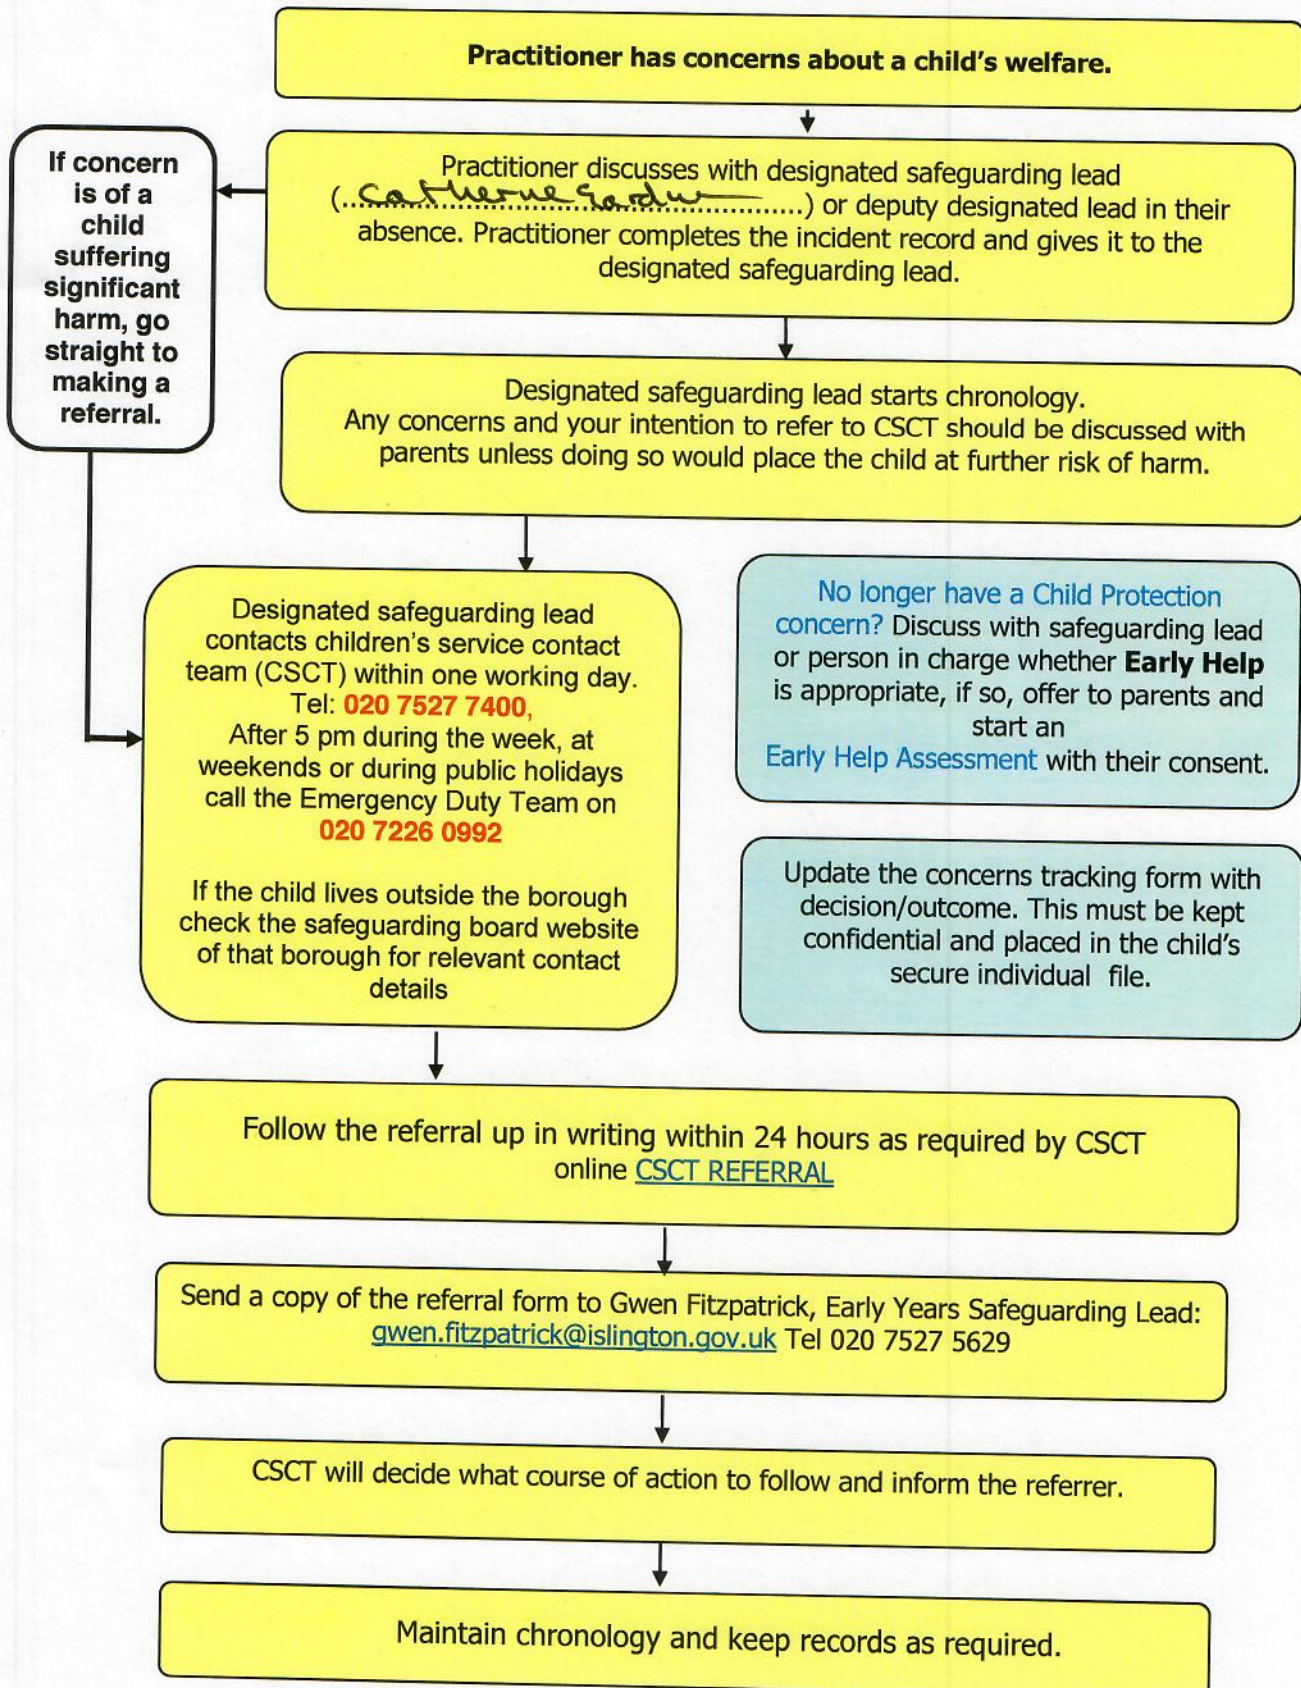 Practitioner has concerns about a child's welfare.
If concern
is of a
child
suffering
significant
harm, go
straight to
making a
referral.
Practitioner discusses with designated safeguarding lead
(....Catherine.............) or deputy designated lead in their
absence. Practitioner completes the incident record and gives it to the
designated safeguarding lead.
Designated safeguarding lead starts chronology.
Any concerns and your intention to refer to CSCT should be discussed with
parents unless doing so would place the child at further risk of harm.
Designated safeguarding lead
contacts children's service contact
team (CSCT) within one working day.
Tel: 020 7527 7400,
After 5 pm during the week, at
weekends or during public holidays
call the Emergency Duty Team on
020 7226 0992
If the child lives outside the borough
check the safeguarding board website
of that borough for relevant contact
details
No longer have a Child Protection
concern? Discuss with safeguarding lead
or person in charge whether Early Help
is appropriate, if so, offer to parents and
start an
Early Help Assessment with their consent.
Update the concerns tracking form with
decision/outcome. This must be kept
confidential and placed in the child's
secure individual file.
Follow the referral up in writing within 24 hours as required by CSCT
online CSCT REFERRAL
Send a copy of the referral form to Gwen Fitzpatrick, Early Years Safeguarding Lead:
gwen.fitzpatrick@islington.gov.uk Tel 020 7527 5629
CSCT will decide what course of action to follow and inform the referrer.
Maintain chronology and keep records as required.